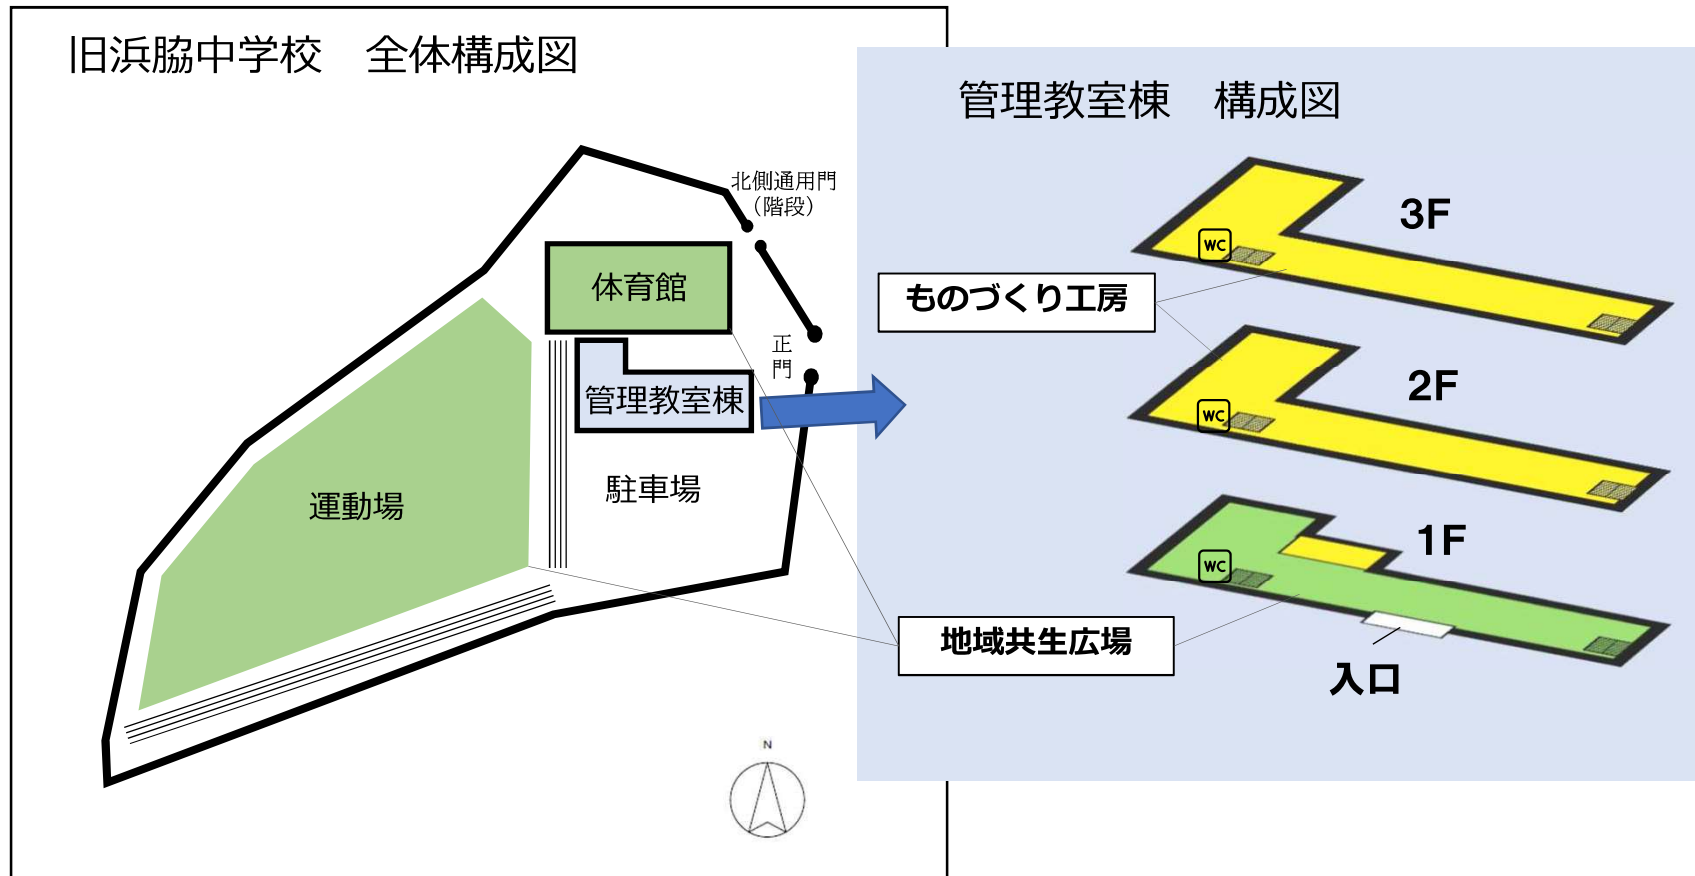 旧浜脇中学校　全体構成図
管理教室棟　構成図
北側通用門
（階段）
体育館
正
門
管理教室棟
運動場
駐車場
N
3F
WC
ものづくり工房
2F
WC
1F
WC
地域共生広場
入口